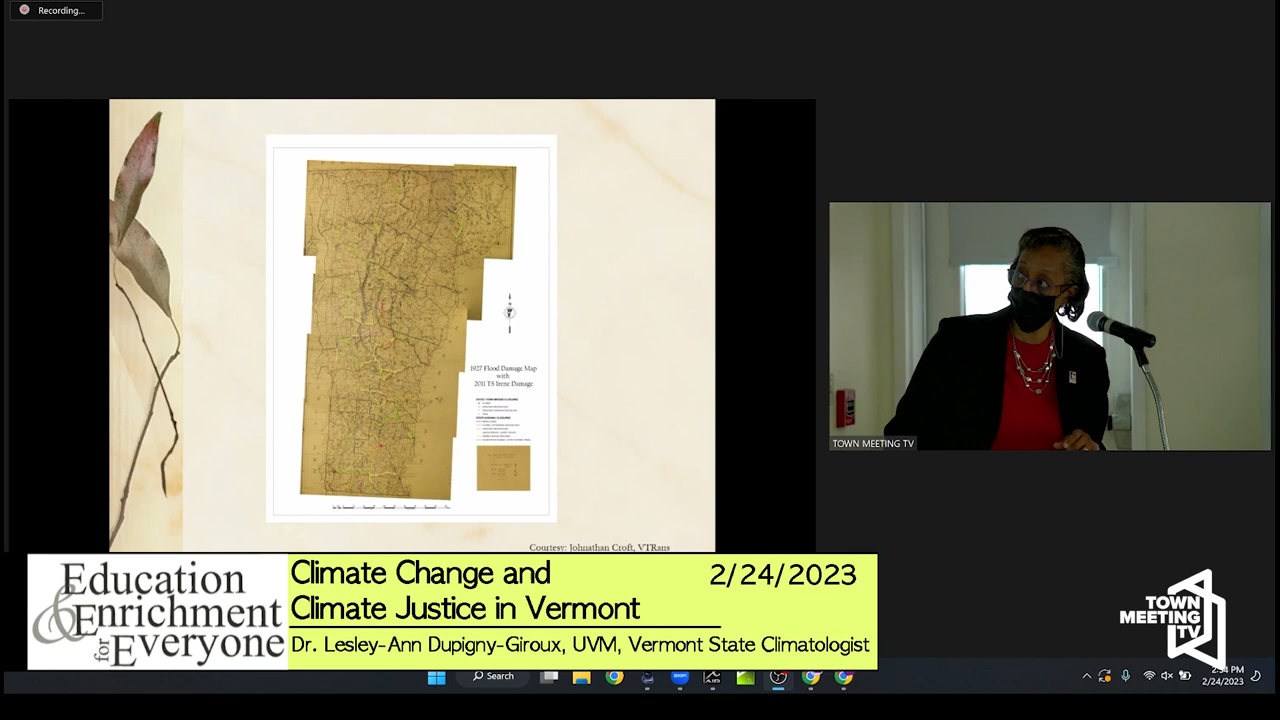 Recording...
1927 Flood Damage Map
with
2011 TS Irene Damage
Courtesy: Johnathan Croft, VTRans
TOWN MEETING TV
Education
& Enrichment
for Everyone
Climate Change and
Climate Justice in Vermont
2/24/2023
Dr. Lesley-Ann Dupigny-Giroux, UVM, Vermont State Climatologist
TOWN
MEETING
TV
Search
zoom
2/24/2023